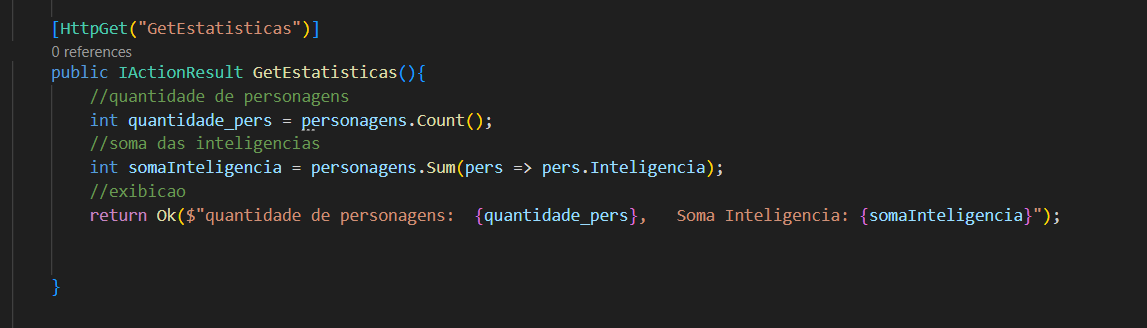 [HttpGet("GetEstatisticas")]
0 references
public IActionResult GetEstatisticas(){
//quantidade de personagens
int quantidade_pers = personagens.Count();
//soma das inteligencias
int somaInteligencia = personagens.Sum(pers => pers.Inteligencia);
//exibicao
return Ok($"quantidade de personagens:  {quantidade_pers},   Soma Inteligencia: {somaInteligencia}");
}